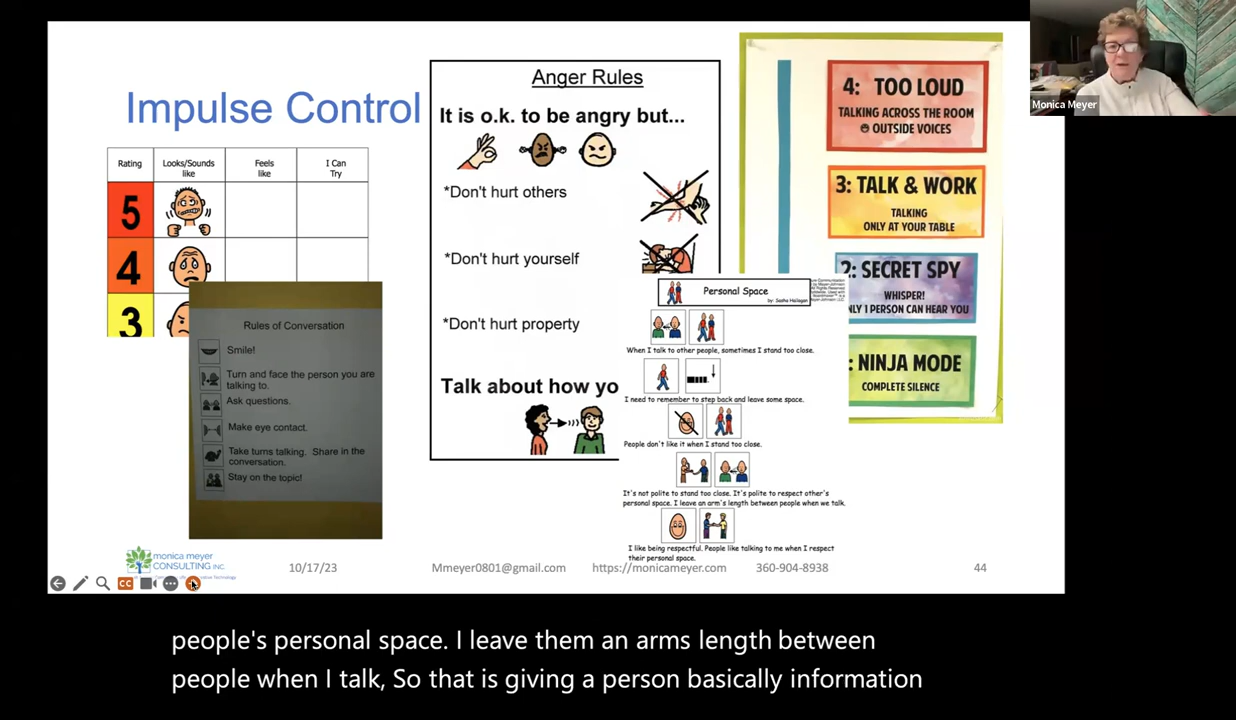 Impulse Control
Rating
Looks/Sounds
like
Feels
like
I Can
Try
5
4
3
Rules of Conversation
Smile!
Turn and face the person you are
talking to.
Ask questions.
Make eye contact.
Take turns talking. Share in the
conversation.
Stay on the topic!
Anger Rules
It is o.k. to be angry but...
*Don't hurt others
*Don't hurt yourself
*Don't hurt property
Talk about how yo
Personal Space
by: Sasha Hallagan
When I talk to other people, sometimes I stand too close.
I need to remember to step back and leave some space.
People don't like it when I stand too close.
It's not polite to stand too close. It's polite to respect other's
personal space. I leave an arm's length between people when we talk.
I like being respectful. People like talking to me when I respect
their personal space.
4: TOO LOUD
TALKING ACROSS THE ROOM
OUTSIDE VOICES
3: TALK & WORK
TALKING
ONLY AT YOUR TABLE
2: SECRET SPY
WHISPER!
NLY 1 PERSON CAN HEAR YOU
: NINJA MODE
COMPLETE SILENCE
Monica Meyer
monica meyer
CONSULTING INC.
10/17/23
Mmeyer0801@gmail.com
https://monicameyer.com
360-904-8938
44
CC
people's personal space. I leave them an arms length between
people when I talk, So that is giving a person basically information